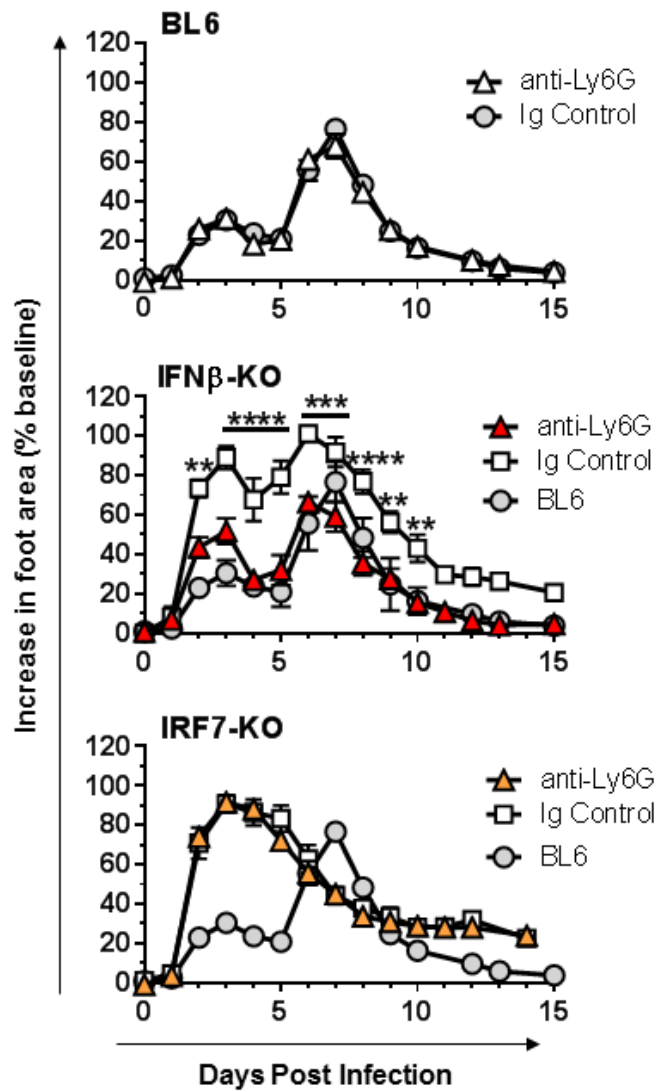 BL6
120
100
80
60
40
20
0
0 5 10 15
anti-Ly6G
Ig Control
IFNβ-KO
120
100
80
60
40
20
0
0 5 10 15
** **** *** **** ** **
anti-Ly6G
Ig Control
BL6
IRF7-KO
120
100
80
60
40
20
0
0 5 10 15
anti-Ly6G
Ig Control
BL6
Increase in foot area (% baseline)
Days Post Infection